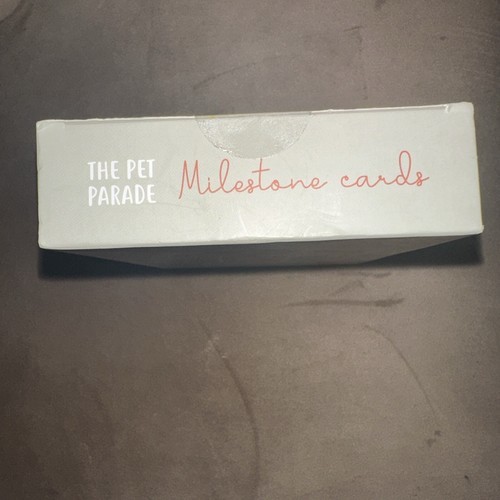 THE PET
PARADE
Milestone cards